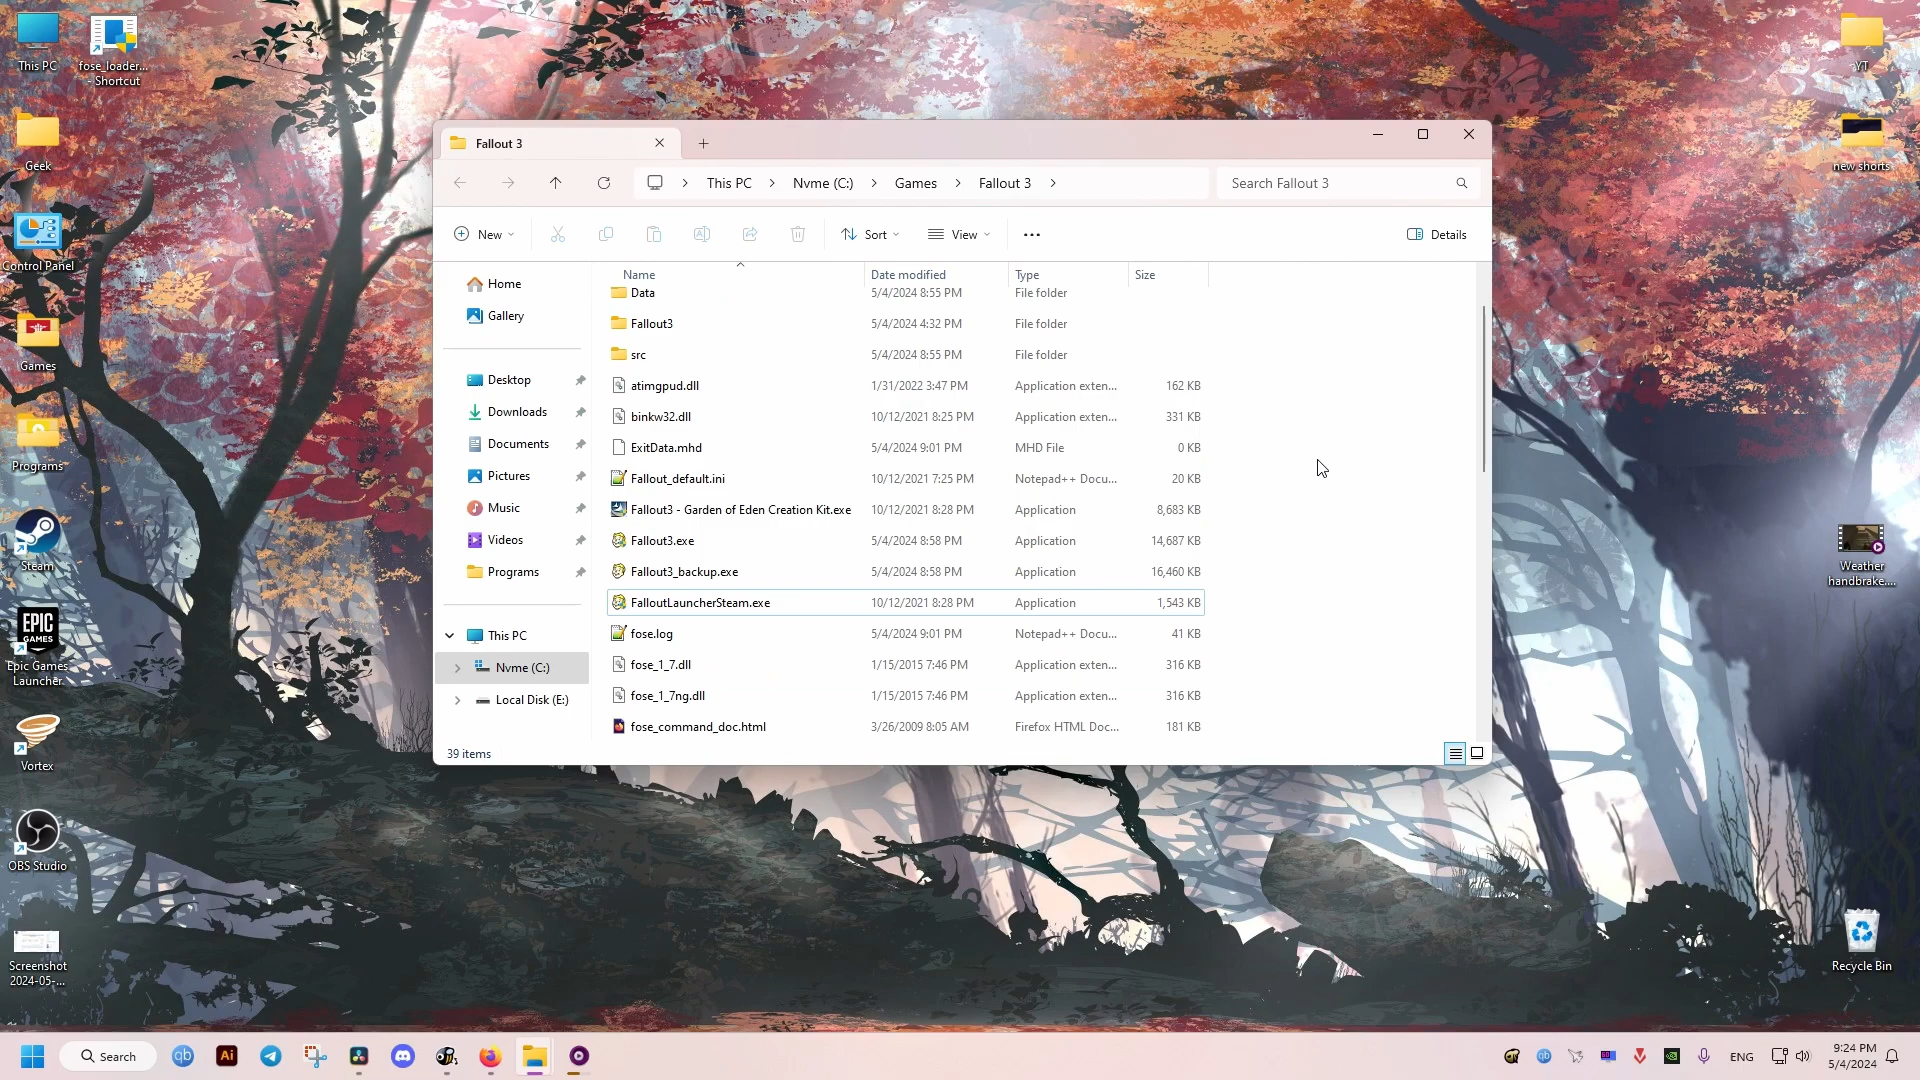 This PC
fose_loader...
- Shortcut
Geek
Control Panel
Games
Programs
Steam
EPIC
GAMES
Epic Games
Launcher
Vortex
OBS Studio
Screenshot
2024-05-...
YT
new shorts
Weather
handbrake....
Recycle Bin
Fallout 3
This PC > Nvme (C:) > Games > Fallout 3 >
Search Fallout 3
New
Sort
View
Details
Home
Gallery
Desktop
Downloads
Documents
Pictures
Music
Videos
Programs
This PC
Nvme (C:)
Local Disk (E:)
Name Date modified Type Size
Data 5/4/2024 8:55 PM File folder
Fallout3 5/4/2024 4:32 PM File folder
src 5/4/2024 8:55 PM File folder
atimgpud.dll 1/31/2022 3:47 PM Application exten... 162 KB
binkw32.dll 10/12/2021 8:25 PM Application exten... 331 KB
ExitData.mhd 5/4/2024 9:01 PM MHD File 0 KB
Fallout_default.ini 10/12/2021 7:25 PM Notepad++ Docu... 20 KB
Fallout3 - Garden of Eden Creation Kit.exe 10/12/2021 8:28 PM Application 8,683 KB
Fallout3.exe 5/4/2024 8:58 PM Application 14,687 KB
Fallout3_backup.exe 5/4/2024 8:58 PM Application 16,460 KB
FalloutLauncherSteam.exe 10/12/2021 8:28 PM Application 1,543 KB
fose.log 5/4/2024 9:01 PM Notepad++ Docu... 41 KB
fose_1_7.dll 1/15/2015 7:46 PM Application exten... 316 KB
fose_1_7ng.dll 1/15/2015 7:46 PM Application exten... 316 KB
fose_command_doc.html 3/26/2009 8:05 AM Firefox HTML Doc... 181 KB
39 items
Search
qb
Ai
qb
ENG
9:24 PM
5/4/2024